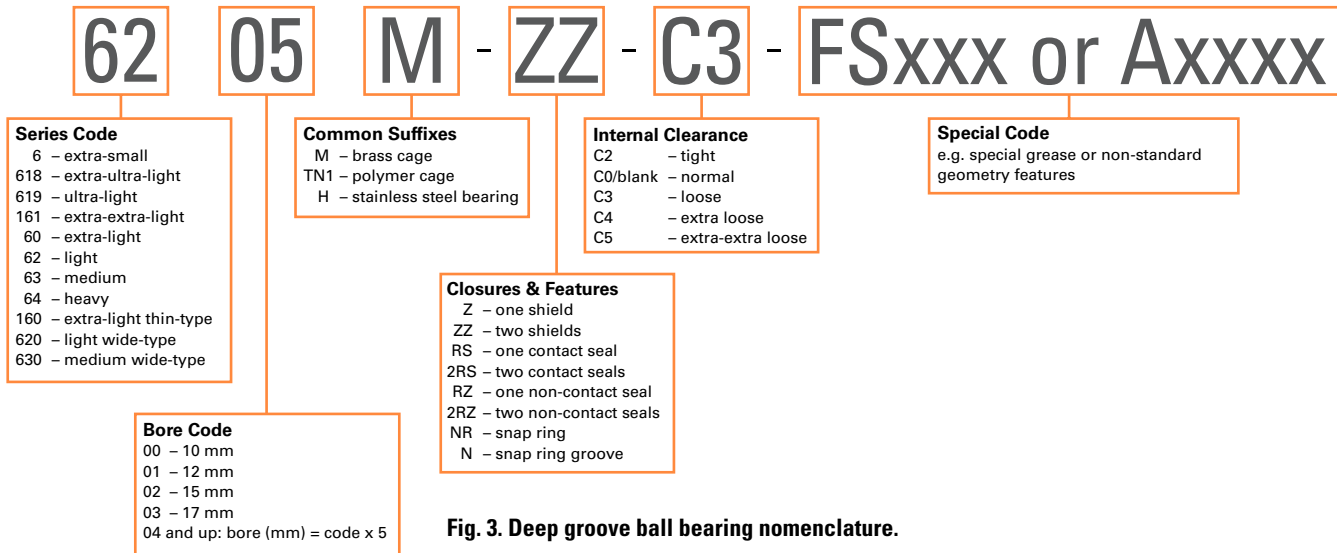 62 05 M - ZZ - C3 - FSxxx or Axxxx
Series Code
6 – extra-small
618 – extra-ultra-light
619 – ultra-light
161 – extra-extra-light
60 – extra-light
62 – light
63 – medium
64 – heavy
160 – extra-light thin-type
620 – light wide-type
630 – medium wide-type
Common Suffixes
M – brass cage
TN1 – polymer cage
H – stainless steel bearing
Internal Clearance
C2 – tight
C0/blank – normal
C3 – loose
C4 – extra loose
C5 – extra-extra loose
Special Code
e.g. special grease or non-standard
geometry features
Closures & Features
Z – one shield
ZZ – two shields
RS – one contact seal
2RS – two contact seals
RZ – one non-contact seal
2RZ – two non-contact seals
NR – snap ring
N – snap ring groove
Bore Code
00 – 10 mm
01 – 12 mm
02 – 15 mm
03 – 17 mm
04 and up: bore (mm) = code x 5
Fig. 3. Deep groove ball bearing nomenclature.